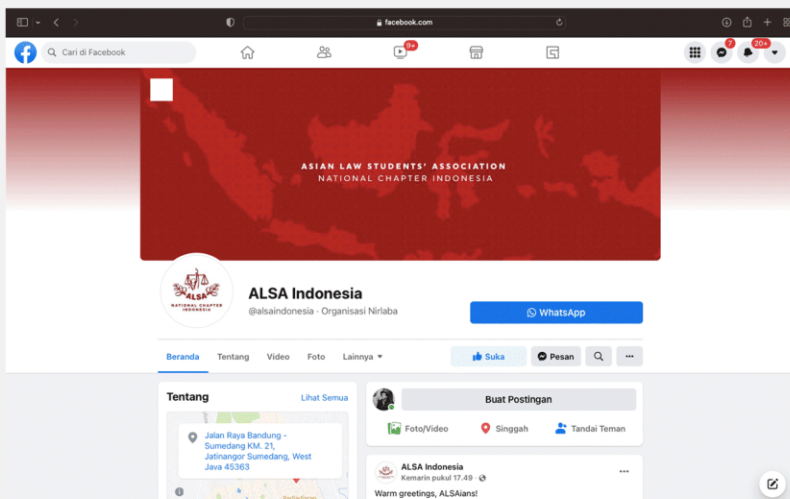 facebook.com
Cari di Facebook
9+
7
20+
ASIAN LAW STUDENTS' ASSOCIATION
NATIONAL CHAPTER INDONESIA
ALSA
NATIONAL CHAPTER
INDONESIA
ALSA Indonesia
@alsaindonesia · Organisasi Nirlaba
WhatsApp
Beranda Tentang Video Foto Lainnya
Suka Pesan
Tentang Lihat Semua
Jalan Raya Bandung -
Sumedang KM. 21,
Jatinangor Sumedang, West
Java 45363
Buat Postingan
Foto/Video Singgah Tandai Teman
ALSA Indonesia
Kemarin pukul 17.49 ·
Warm greetings, ALSAians!